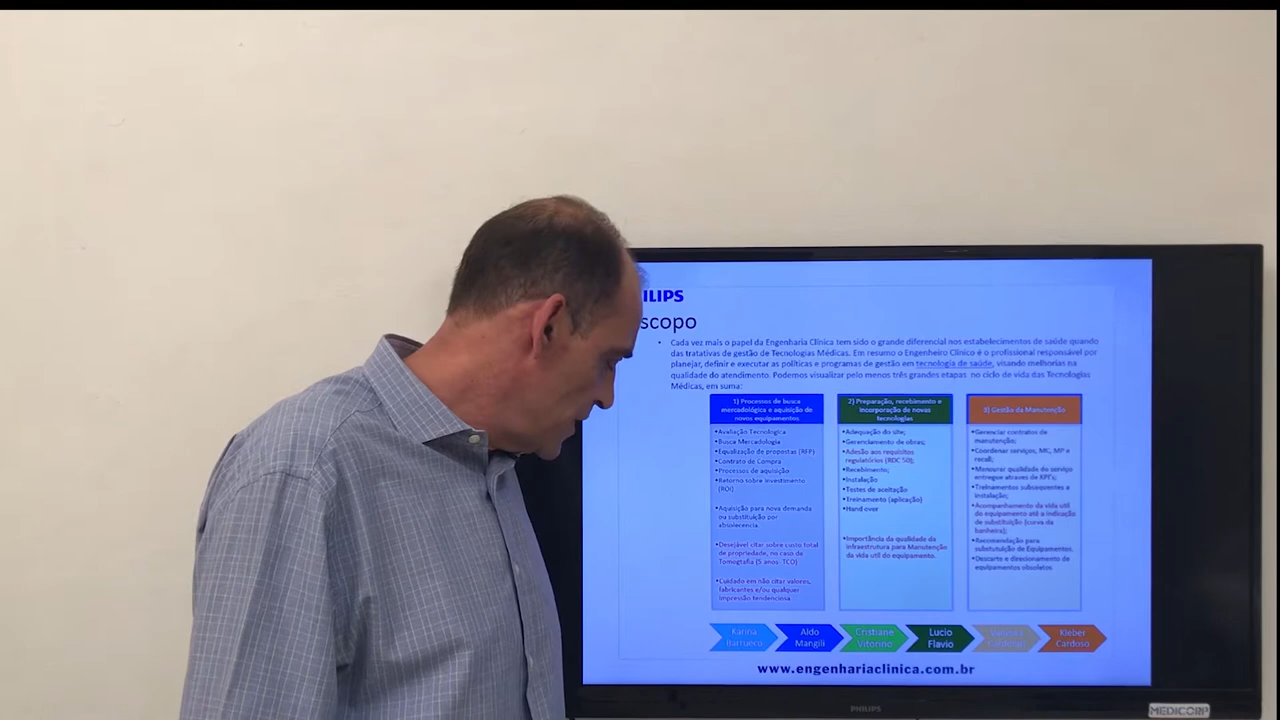 ILIPS
scopo
• Cada vez mais o papel da Engenharia Clínica tem sido o grande diferencial nos estabelecimentos de saúde quando
das tratativas de gestão de Tecnologias Médicas. Em resumo o Engenheiro Clínico é o profissional responsável por
planejar, definir e executar as políticas e programas de gestão em tecnologia de saúde, visando melhorias na
qualidade do atendimento. Podemos visualizar pelo menos três grandes etapas no ciclo de vida das Tecnologias
Médicas, em suma:
1) Processos de busca
mercadológica e aquisição de
novos equipamentos
•Avaliação Tecnologica
•Busca Mercadologia
•Equalização de propostas (RFP)
•Contrato de Compra
•Processos de aquisição
•Retorno sobre investimento
(ROI)
•Aquisição para nova demanda
ou substituição por
absolecencia.
•Desejável citar sobre custo total
de propriedade, no caso da
Tomografia (5 anos- TCO)
•Cuidado em não citar valores,
fabricantes e/ou qualquer
impressão tendenciosa.
2) Preparação, recebimento e
incorporação de novas
tecnologias
•Adequação do site;
•Gerenciamento de obras;
•Adesão aos requisitos
regulatórios (RDC 50);
•Recebimento;
•Instalação
•Testes de aceitação
•Treinamento (aplicação)
•Hand over
•Importância da qualidade da
infraestrutura para Manutenção
da vida util do equipamento.
3) Gestão da Manutenção
•Gerenciar contratos de
manutenção;
•Coordenar serviços, MC, MP e
recall;
•Mensurar qualidade do serviço
entregue atraves de KPI's;
•Treinamentos subsequentes a
instalação;
•Acompanhamento da vida util
do equipamento até a indicação
de substituição (curva da
banheira);
•Recomendação para
substutuição de Equipamentos.
•Descarte e direcionamento de
equipamentos obsoletos
Karina
Barrueco
Aldo
Mangili
Cristiane
Vitorino
Lucio
Flavio
Kleber
Cardoso
www.engenhariaclinica.com.br
PHILIPS
MEDICORP